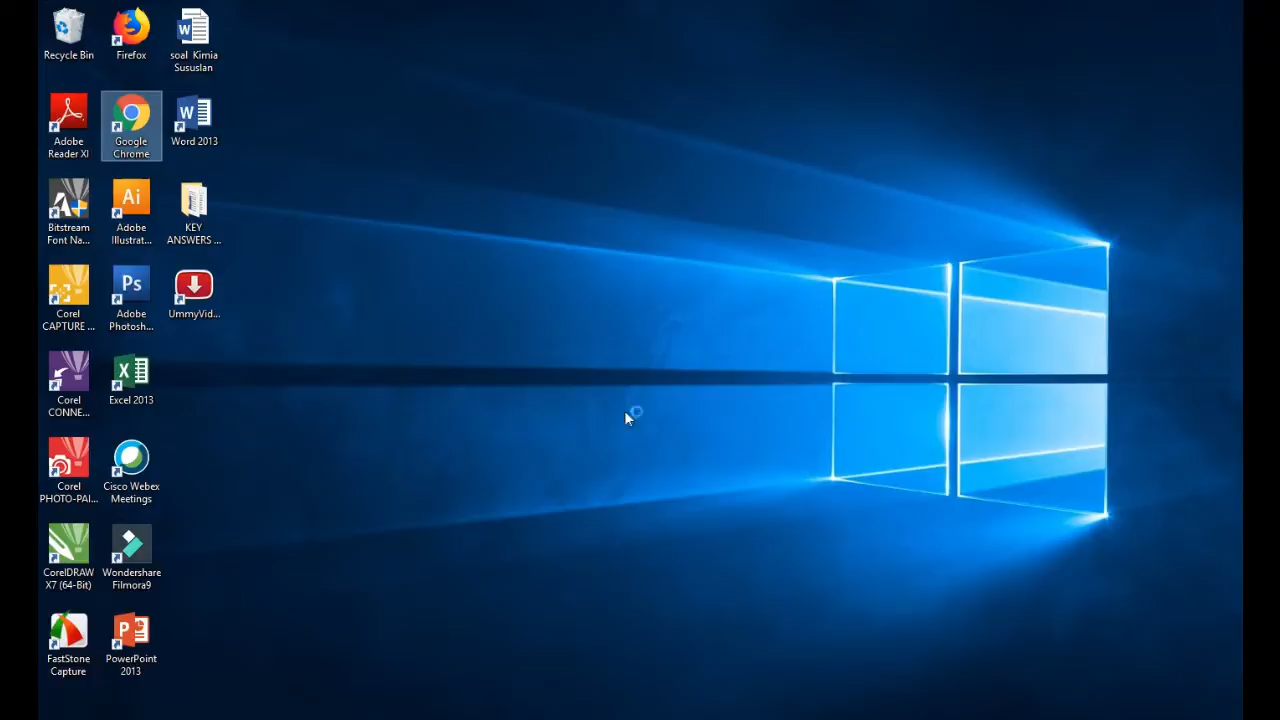 Recycle Bin
Firefox
soal Kimia
Sususlan
Adobe
Reader XI
Google
Chrome
Word 2013
Bitstream
Font Na...
Adobe
Illustrat...
KEY
ANSWERS ...
Corel
CAPTURE ...
Adobe
Photosh...
UmmyVid...
Corel
CONNE...
Excel 2013
Corel
PHOTO-PAI...
Cisco Webex
Meetings
CorelDRAW
X7 (64-Bit)
Wondershare
Filmora9
FastStone
Capture
PowerPoint
2013